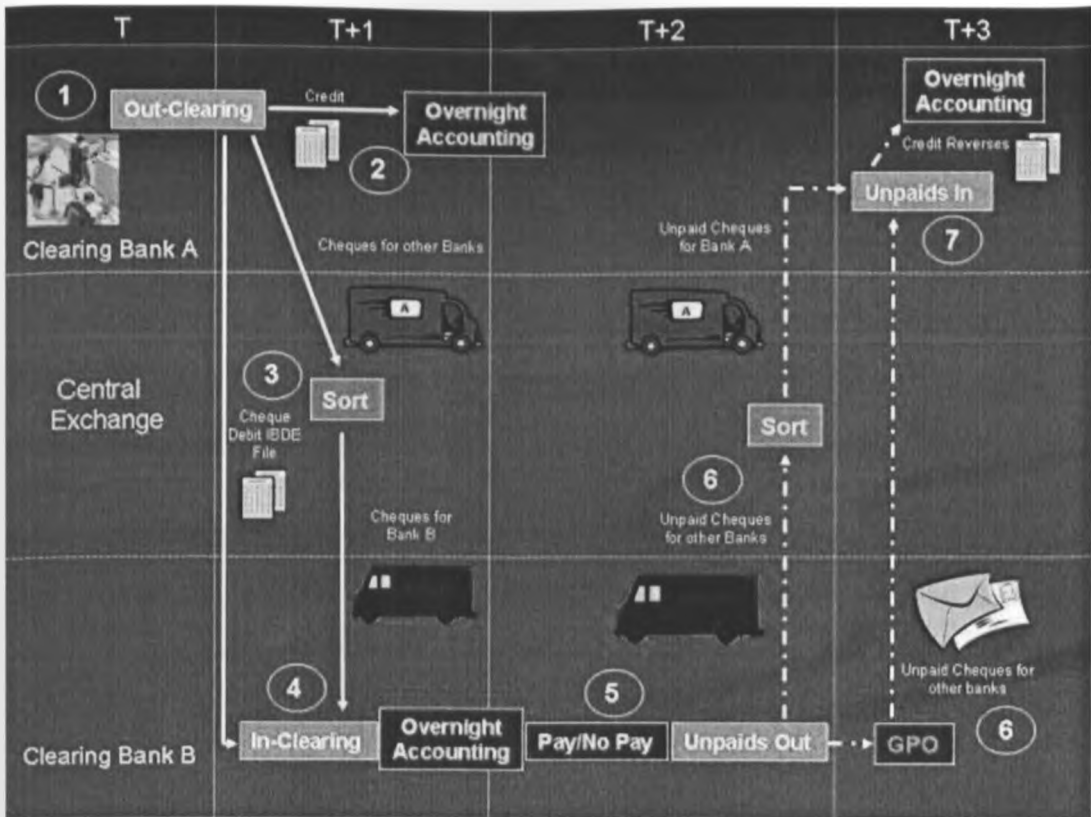 T
T+1
T+2
T+3
1
Out-Clearing
Credit
2
Overnight
Accounting
Overnight
Accounting
Credit Reverses
Unpaids In
7
Clearing Bank A
Cheques for other Banks
Unpaid Cheques
for Bank A
A
A
Central
Exchange
3
Sort
Cheque
Debit IBDE
File
Sort
6
Cheques for
Bank B
Unpaid Cheques
for other Banks
Unpaid Cheques for
other banks
6
Clearing Bank B
4
In-Clearing
Overnight
Accounting
5
Pay/No Pay
Unpaids Out
GPO